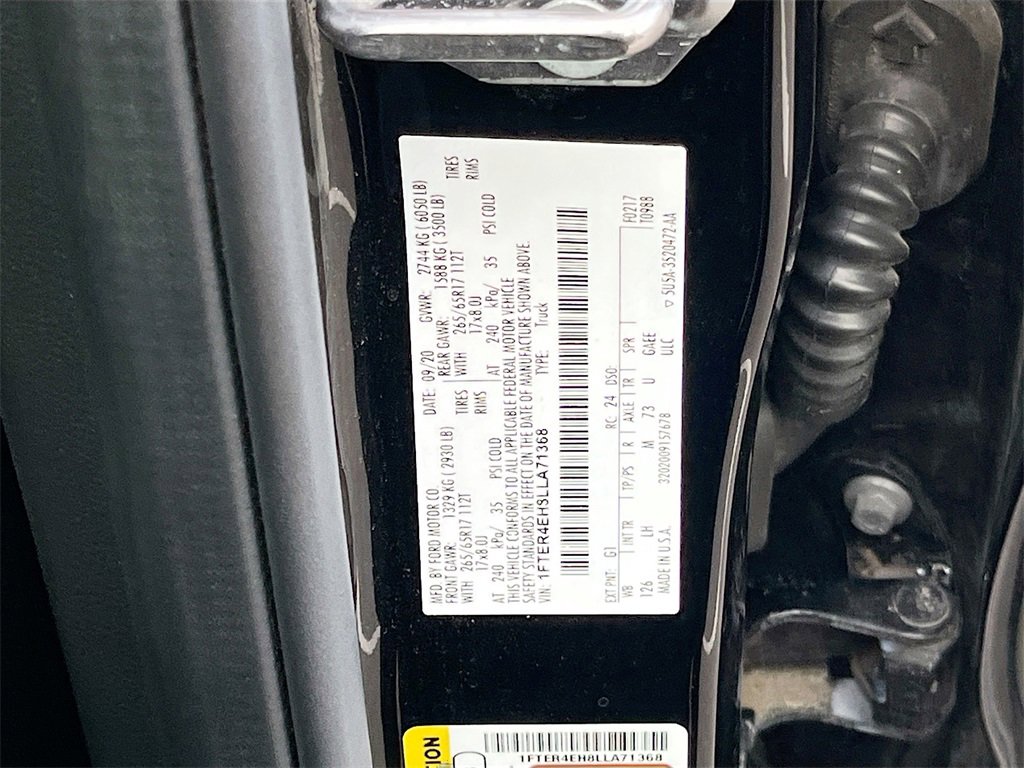 MFD. BY FORD MOTOR CO. DATE: 09/20 GVWR: 2744 KG ( 6050 LB)
FRONT GAWR: 1329 KG ( 2930 LB) REAR GAWR: 1588 KG ( 3500 LB)
WITH 265/65R17 112T TIRES WITH 265/65R17 112T TIRES
17x8.0J RIMS 17x8.0J RIMS
AT 240 kPa/ 35 PSI COLD AT 240 kPa/ 35 PSI COLD
THIS VEHICLE CONFORMS TO ALL APPLICABLE FEDERAL MOTOR VEHICLE
SAFETY STANDARDS IN EFFECT ON THE DATE OF MANUFACTURE SHOWN ABOVE.
VIN: 1FTER4EH8LLA71368 TYPE: Truck
EXT PNT: G1 RC: 24 DSO: F0217
WB INT TR TP/PS R AXLE TR SPR T0988
126 LH M 73 U GAEE
MADE IN U.S.A. 3202009157678 ULC ▽ SUSA-3520472-AA
TION
1FTER4EH8LLA71368